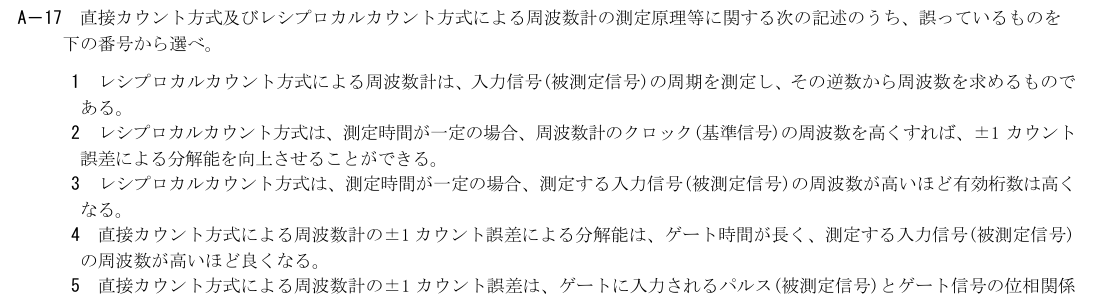 A－17　直接カウント方式及びレシプロカルカウント方式による周波数計の測定原理等に関する次の記述のうち、誤っているものを
下の番号から選べ。
1　レシプロカルカウント方式による周波数計は、入力信号(被測定信号)の周期を測定し、その逆数から周波数を求めるもので
ある。
2　レシプロカルカウント方式は、測定時間が一定の場合、周波数計のクロック(基準信号)の周波数を高くすれば、±1 カウント
誤差による分解能を向上させることができる。
3　レシプロカルカウント方式は、測定時間が一定の場合、測定する入力信号(被測定信号)の周波数が高いほど有効桁数は高く
なる。
4　直接カウント方式による周波数計の±1 カウント誤差による分解能は、ゲート時間が長く、測定する入力信号(被測定信号)
の周波数が高いほど良くなる。
5　直接カウント方式による周波数計の±1 カウント誤差は、ゲートに入力されるパルス(被測定信号)とゲート信号の位相関係